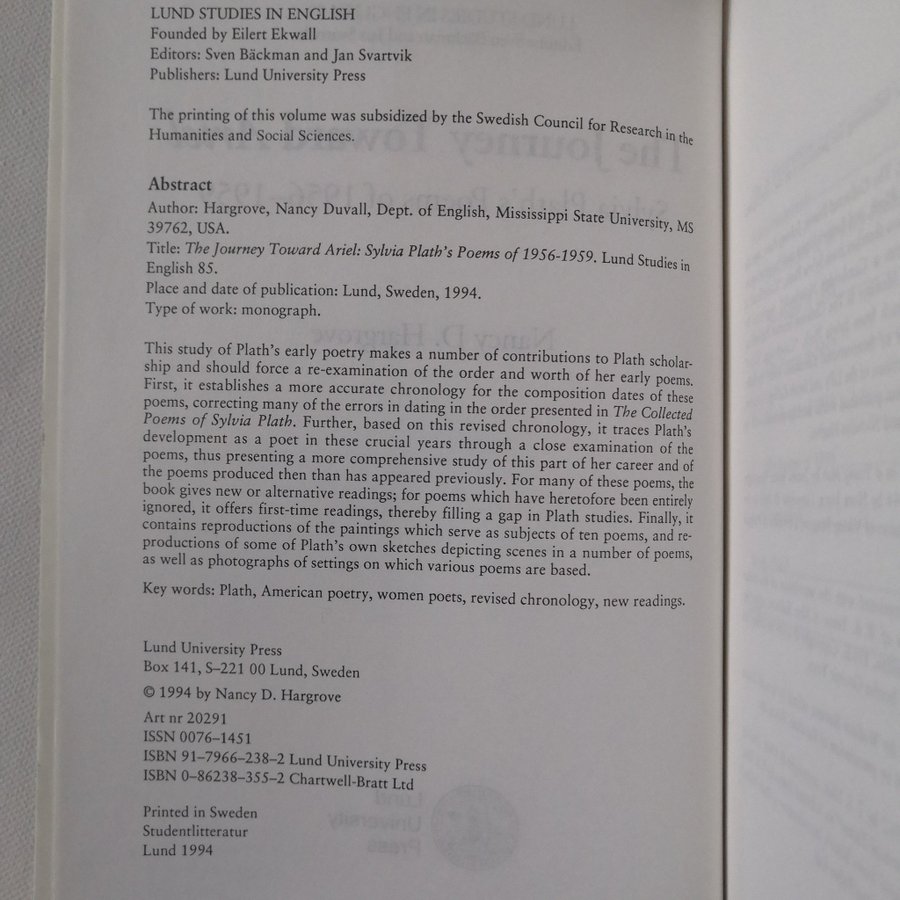 LUND STUDIES IN ENGLISH
Founded by Eilert Ekwall
Editors: Sven Bäckman and Jan Svartvik
Publishers: Lund University Press
The printing of this volume was subsidized by the Swedish Council for Research in the
Humanities and Social Sciences.
Abstract
Author: Hargrove, Nancy Duvall, Dept. of English, Mississippi State University, MS
39762, USA.
Title: The Journey Toward Ariel: Sylvia Plath's Poems of 1956-1959. Lund Studies in
English 85.
Place and date of publication: Lund, Sweden, 1994.
Type of work: monograph.
This study of Plath's early poetry makes a number of contributions to Plath scholar-
ship and should force a re-examination of the order and worth of her early poems.
First, it establishes a more accurate chronology for the composition dates of these
poems, correcting many of the errors in dating in the order presented in The Collected
Poems of Sylvia Plath. Further, based on this revised chronology, it traces Plath's
development as a poet in these crucial years through a close examination of the
poems, thus presenting a more comprehensive study of this part of her career and of
the poems produced then than has appeared previously. For many of these poems, the
book gives new or alternative readings; for poems which have heretofore been entirely
ignored, it offers first-time readings, thereby filling a gap in Plath studies. Finally, it
contains reproductions of the paintings which serve as subjects of ten poems, and re-
productions of some of Plath's own sketches depicting scenes in a number of poems,
as well as photographs of settings on which various poems are based.
Key words: Plath, American poetry, women poets, revised chronology, new readings.
Lund University Press
Box 141, S–221 00 Lund, Sweden
© 1994 by Nancy D. Hargrove
Art nr 20291
ISSN 0076–1451
ISBN 91–7966–238–2 Lund University Press
ISBN 0–86238–355–2 Chartwell-Bratt Ltd
Printed in Sweden
Studentlitteratur
Lund 1994